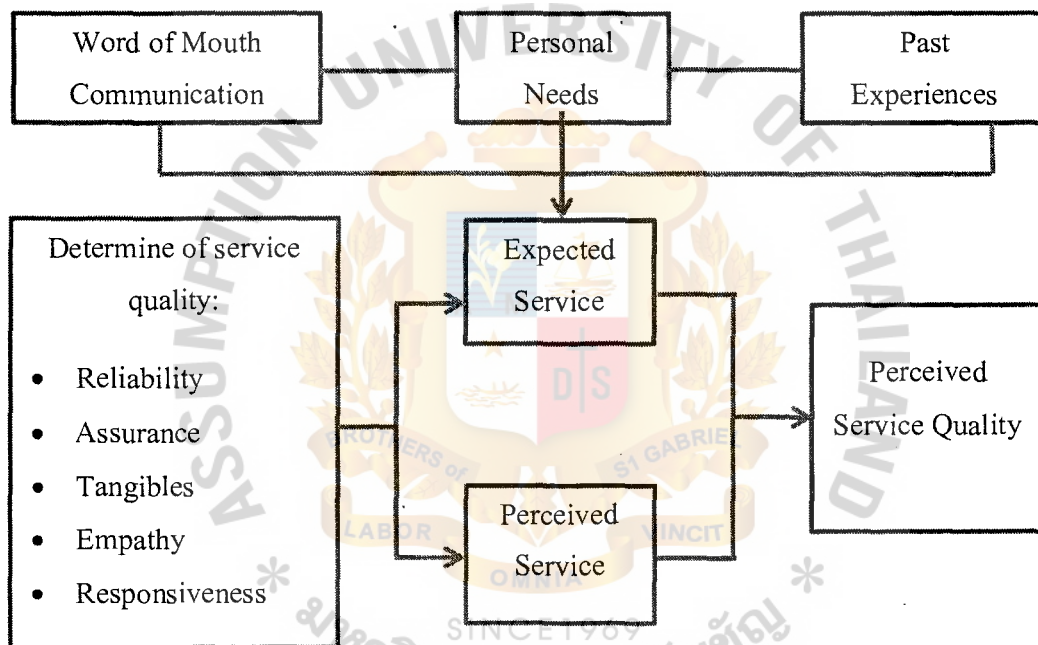 Word of Mouth
Communication
Personal
Needs
Past
Experiences
Determine of service
quality:
• Reliability
• Assurance
• Tangibles
• Empathy
• Responsiveness
Expected
Service
Perceived
Service
Perceived
Service Quality
ASSUMPTION UNIVERSITY OF THAILAND
D S
BROTHERS of
ST GABRIEL
LABOR
OMNIA
VINCIT
SINCE1969
* *